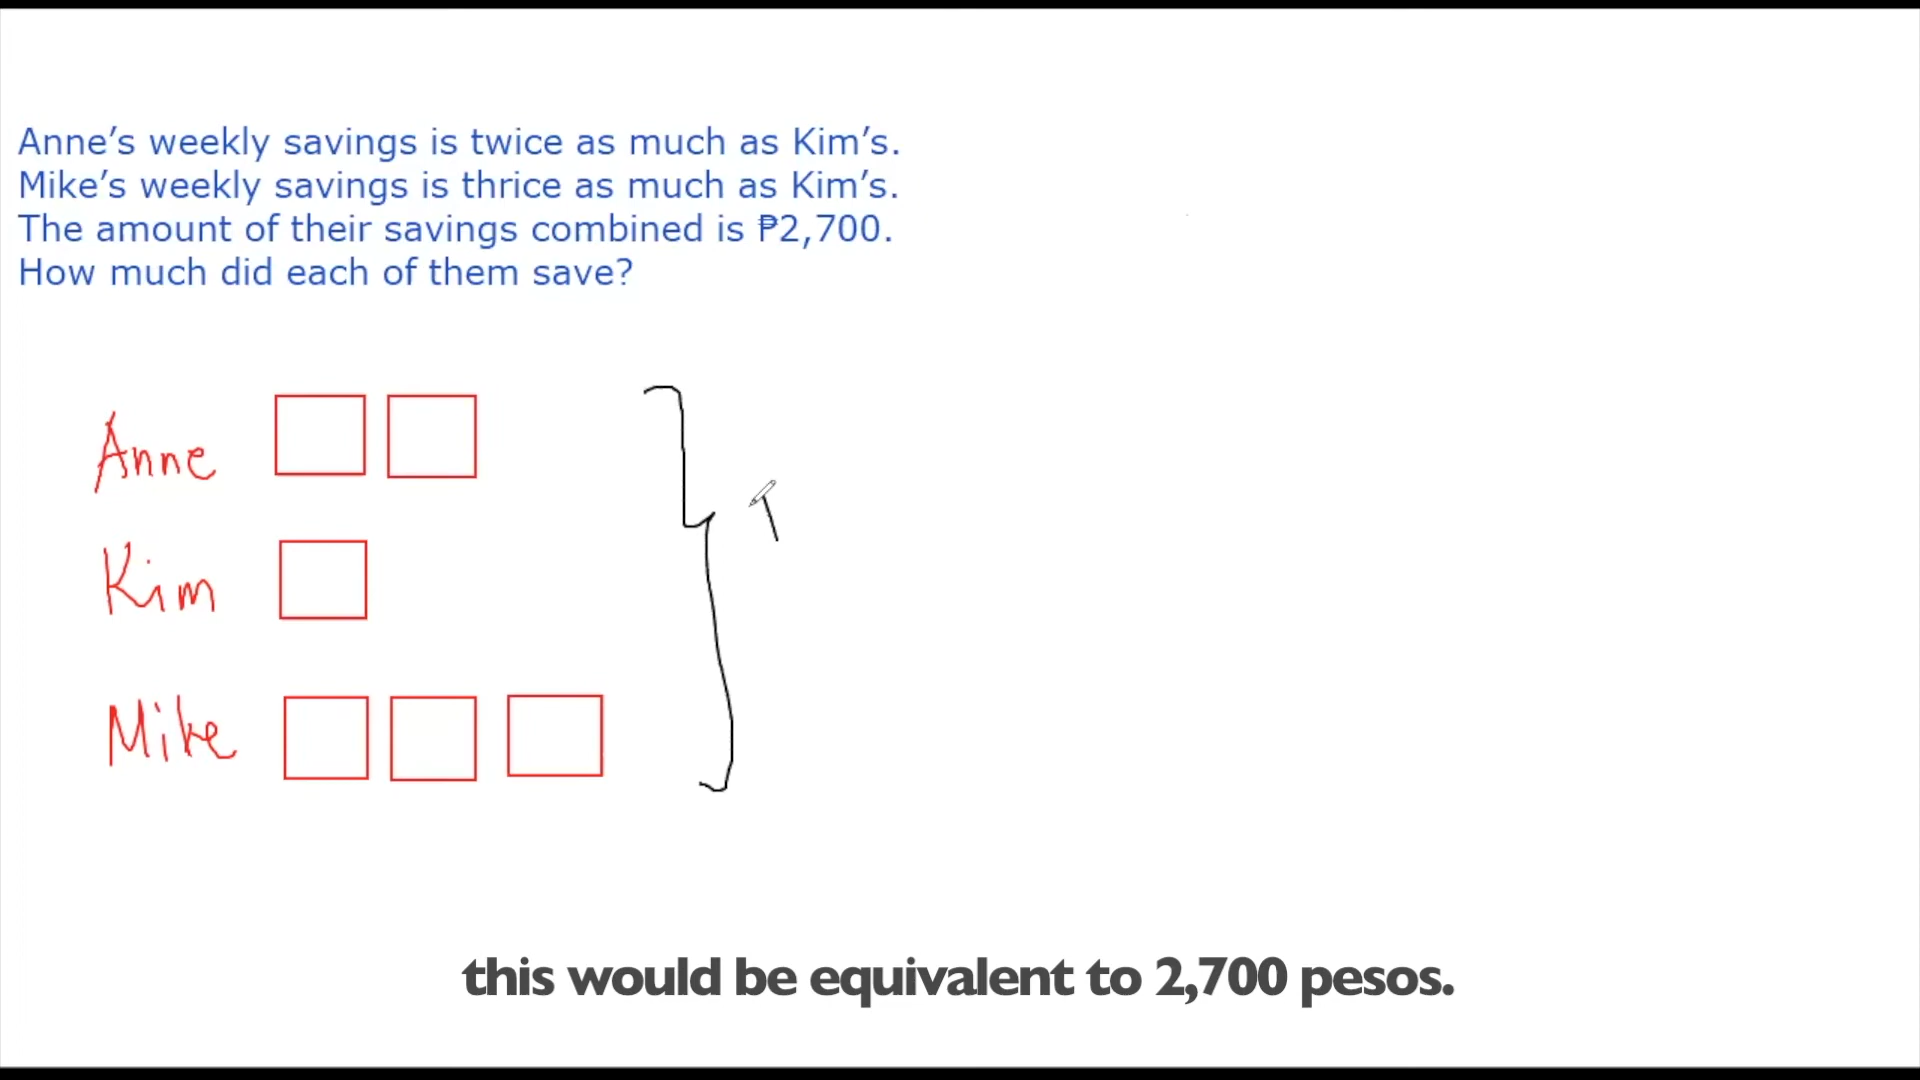 Anne’s weekly savings is twice as much as Kim’s.
Mike’s weekly savings is thrice as much as Kim’s.
The amount of their savings combined is ₱2,700.
How much did each of them save?
Anne
Kim
Mike
this would be equivalent to 2,700 pesos.